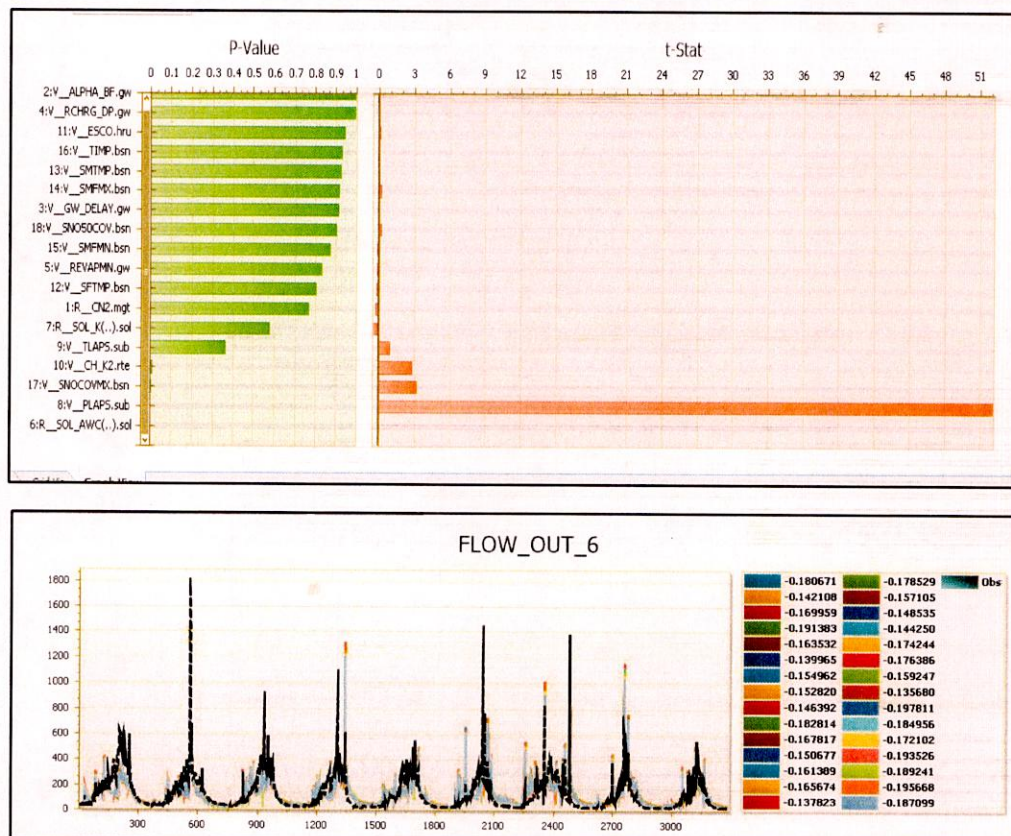 P-Value t-Stat
0 0.1 0.2 0.3 0.4 0.5 0.6 0.7 0.8 0.9 1 0 3 6 9 12 15 18 21 24 27 30 33 36 39 42 45 48 51
2:V__ALPHA_BF.gw
4:V__RCHRG_DP.gw
11:V__ESCO.hru
16:V__TIMP.bsn
13:V__SMTMP.bsn
14:V__SMFMX.bsn
3:V__GW_DELAY.gw
18:V__SNO50COV.bsn
15:V__SMFMN.bsn
5:V__REVAPMN.gw
12:V__SFTMP.bsn
1:R__CN2.mgt
7:R__SOL_K(..).sol
9:V__TLAPS.sub
10:V__CH_K2.rte
17:V__SNOCOVMX.bsn
8:V__PLAPS.sub
6:R__SOL_AWC(..).sol
FLOW_OUT_6
1800
1600
1400
1200
1000
800
600
400
200
0
300 600 900 1200 1500 1800 2100 2400 2700 3000
-0.180671 -0.178529 Obs
-0.142108 -0.157105
-0.169959 -0.148535
-0.191383 -0.144250
-0.163532 -0.174244
-0.139965 -0.176386
-0.154962 -0.159247
-0.152820 -0.135680
-0.146392 -0.197811
-0.182814 -0.184956
-0.167817 -0.172102
-0.150677 -0.193526
-0.161389 -0.189241
-0.165674 -0.195668
-0.137823 -0.187099